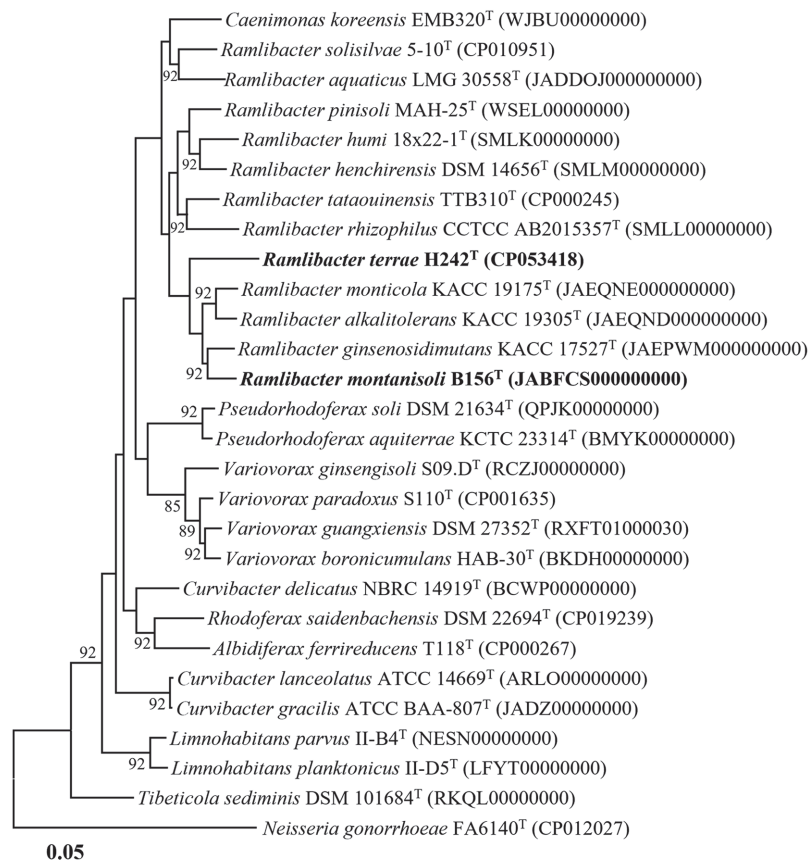 Caenimonas koreensis EMB320ᵀ (WJBU00000000)
Ramlibacter solisilvae 5-10ᵀ (CP010951)
92
Ramlibacter aquaticus LMG 30558ᵀ (JADDOJ000000000)
Ramlibacter pinisoli MAH-25ᵀ (WSEL00000000)
Ramlibacter humi 18x22-1ᵀ (SMLK00000000)
92
Ramlibacter henchirensis DSM 14656ᵀ (SMLM00000000)
Ramlibacter tataouinensis TTB310ᵀ (CP000245)
92
Ramlibacter rhizophilus CCTCC AB2015357ᵀ (SMLL00000000)
Ramlibacter terrae H242ᵀ (CP053418)
92
Ramlibacter monticola KACC 19175ᵀ (JAEQNE000000000)
Ramlibacter alkalitolerans KACC 19305ᵀ (JAEQND000000000)
Ramlibacter ginsenosidimutans KACC 17527ᵀ (JAEPWM000000000)
92
Ramlibacter montanisoli B156ᵀ (JABFCS000000000)
92
Pseudorhodoferax soli DSM 21634ᵀ (QPJK00000000)
Pseudorhodoferax aquiterrae KCTC 23314ᵀ (BMYK00000000)
Variovorax ginsengisoli S09.Dᵀ (RCZJ00000000)
85
Variovorax paradoxus S110ᵀ (CP001635)
89
Variovorax guangxiensis DSM 27352ᵀ (RXFT01000030)
92
Variovorax boronicumulans HAB-30ᵀ (BKDH00000000)
Curvibacter delicatus NBRC 14919ᵀ (BCWP00000000)
Rhodoferax saidenbachensis DSM 22694ᵀ (CP019239)
92
Albidiferax ferrireducens T118ᵀ (CP000267)
92
Curvibacter lanceolatus ATCC 14669ᵀ (ARLO00000000)
92
Curvibacter gracilis ATCC BAA-807ᵀ (JADZ00000000)
Limnohabitans parvus II-B4ᵀ (NESN00000000)
92
Limnohabitans planktonicus II-D5ᵀ (LFYT00000000)
Tibeticola sediminis DSM 101684ᵀ (RKQL00000000)
Neisseria gonorrhoeae FA6140ᵀ (CP012027)
0.05